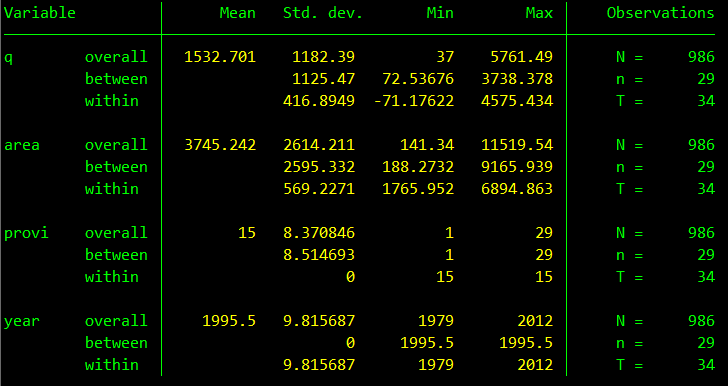 Variable Mean Std. dev. Min Max Observations
q overall 1532.701 1182.39 37 5761.49 N = 986
between 1125.47 72.53676 3738.378 n = 29
within 416.8949 -71.17622 4575.434 T = 34
area overall 3745.242 2614.211 141.34 11519.54 N = 986
between 2595.332 188.2732 9165.939 n = 29
within 569.2271 1765.952 6894.863 T = 34
provi overall 15 8.370846 1 29 N = 986
between 8.514693 1 29 n = 29
within 0 15 15 T = 34
year overall 1995.5 9.815687 1979 2012 N = 986
between 0 1995.5 1995.5 n = 29
within 9.815687 1979 2012 T = 34